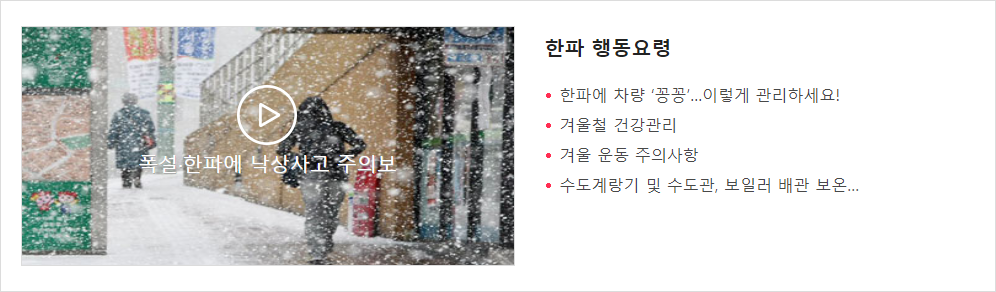 폭설·한파에 낙상사고 주의보
한파 행동요령
한파에 차량 ‘꽁꽁’...이렇게 관리하세요!
겨울철 건강관리
겨울 운동 주의사항
수도계량기 및 수도관, 보일러 배관 보온...